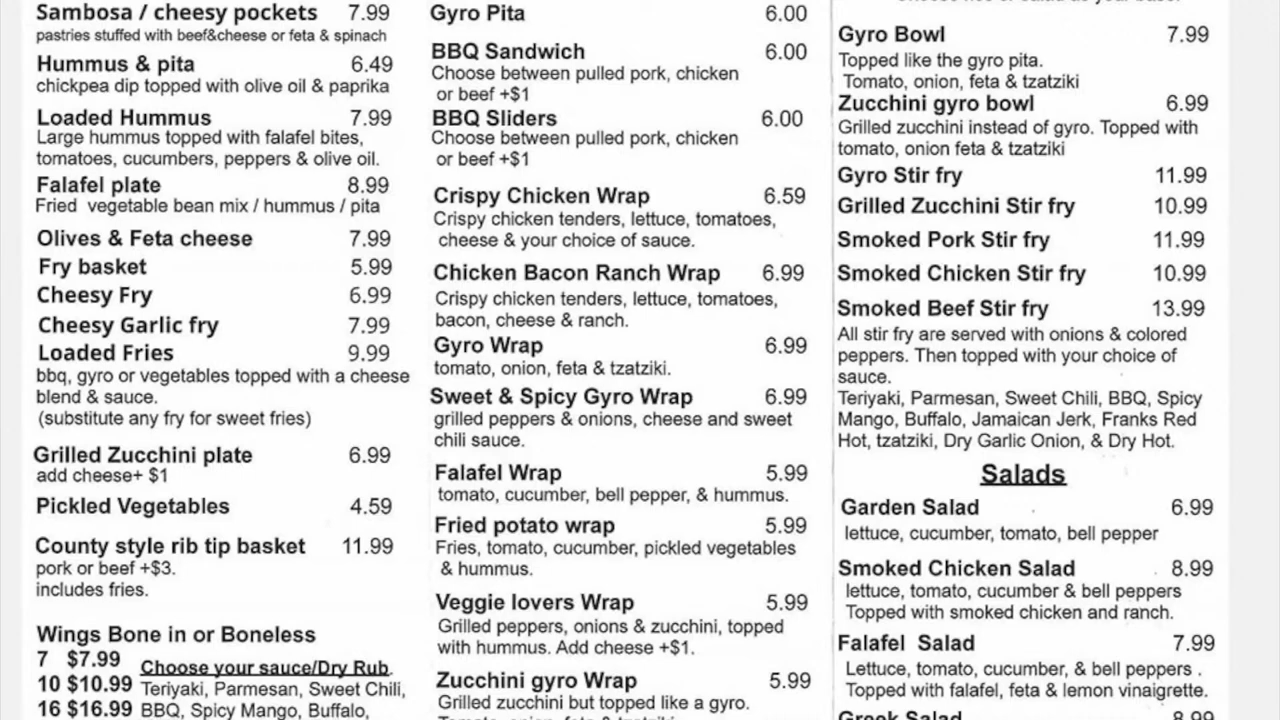 Sambosa / cheesy pockets 7.99
pastries stuffed with beef&cheese or feta & spinach
Hummus & pita 6.49
chickpea dip topped with olive oil & paprika
Loaded Hummus 7.99
Large hummus topped with falafel bites,
tomatoes, cucumbers, peppers & olive oil.
Falafel plate 8.99
Fried vegetable bean mix / hummus / pita
Olives & Feta cheese 7.99
Fry basket 5.99
Cheesy Fry 6.99
Cheesy Garlic fry 7.99
Loaded Fries 9.99
bbq, gyro or vegetables topped with a cheese
blend & sauce.
(substitute any fry for sweet fries)
Grilled Zucchini plate 6.99
add cheese+ $1
Pickled Vegetables 4.59
County style rib tip basket 11.99
pork or beef +$3.
includes fries.
Wings Bone in or Boneless
7 $7.99 Choose your sauce/Dry Rub.
10 $10.99 Teriyaki, Parmesan, Sweet Chili,
16 $16.99 BBQ, Spicy Mango, Buffalo,
Gyro Pita 6.00
BBQ Sandwich 6.00
Choose between pulled pork, chicken
or beef +$1
BBQ Sliders 6.00
Choose between pulled pork, chicken
or beef +$1
Crispy Chicken Wrap 6.59
Crispy chicken tenders, lettuce, tomatoes,
cheese & your choice of sauce.
Chicken Bacon Ranch Wrap 6.99
Crispy chicken tenders, lettuce, tomatoes,
bacon, cheese & ranch.
Gyro Wrap 6.99
tomato, onion, feta & tzatziki.
Sweet & Spicy Gyro Wrap 6.99
grilled peppers & onions, cheese and sweet
chili sauce.
Falafel Wrap 5.99
tomato, cucumber, bell pepper, & hummus.
Fried potato wrap 5.99
Fries, tomato, cucumber, pickled vegetables
& hummus.
Veggie lovers Wrap 5.99
Grilled peppers, onions & zucchini, topped
with hummus. Add cheese +$1.
Zucchini gyro Wrap 5.99
Grilled zucchini but topped like a gyro.
Tomato, onion, feta & tzatziki.
Gyro Bowl 7.99
Topped like the gyro pita.
Tomato, onion, feta & tzatziki
Zucchini gyro bowl 6.99
Grilled zucchini instead of gyro. Topped with
tomato, onion feta & tzatziki
Gyro Stir fry 11.99
Grilled Zucchini Stir fry 10.99
Smoked Pork Stir fry 11.99
Smoked Chicken Stir fry 10.99
Smoked Beef Stir fry 13.99
All stir fry are served with onions & colored
peppers. Then topped with your choice of
sauce.
Teriyaki, Parmesan, Sweet Chili, BBQ, Spicy
Mango, Buffalo, Jamaican Jerk, Franks Red
Hot, tzatziki, Dry Garlic Onion, & Dry Hot.
Salads
Garden Salad 6.99
lettuce, cucumber, tomato, bell pepper
Smoked Chicken Salad 8.99
lettuce, tomato, cucumber & bell peppers
Topped with smoked chicken and ranch.
Falafel Salad 7.99
Lettuce, tomato, cucumber, & bell peppers .
Topped with falafel, feta & lemon vinaigrette.
Greek Salad 8.99